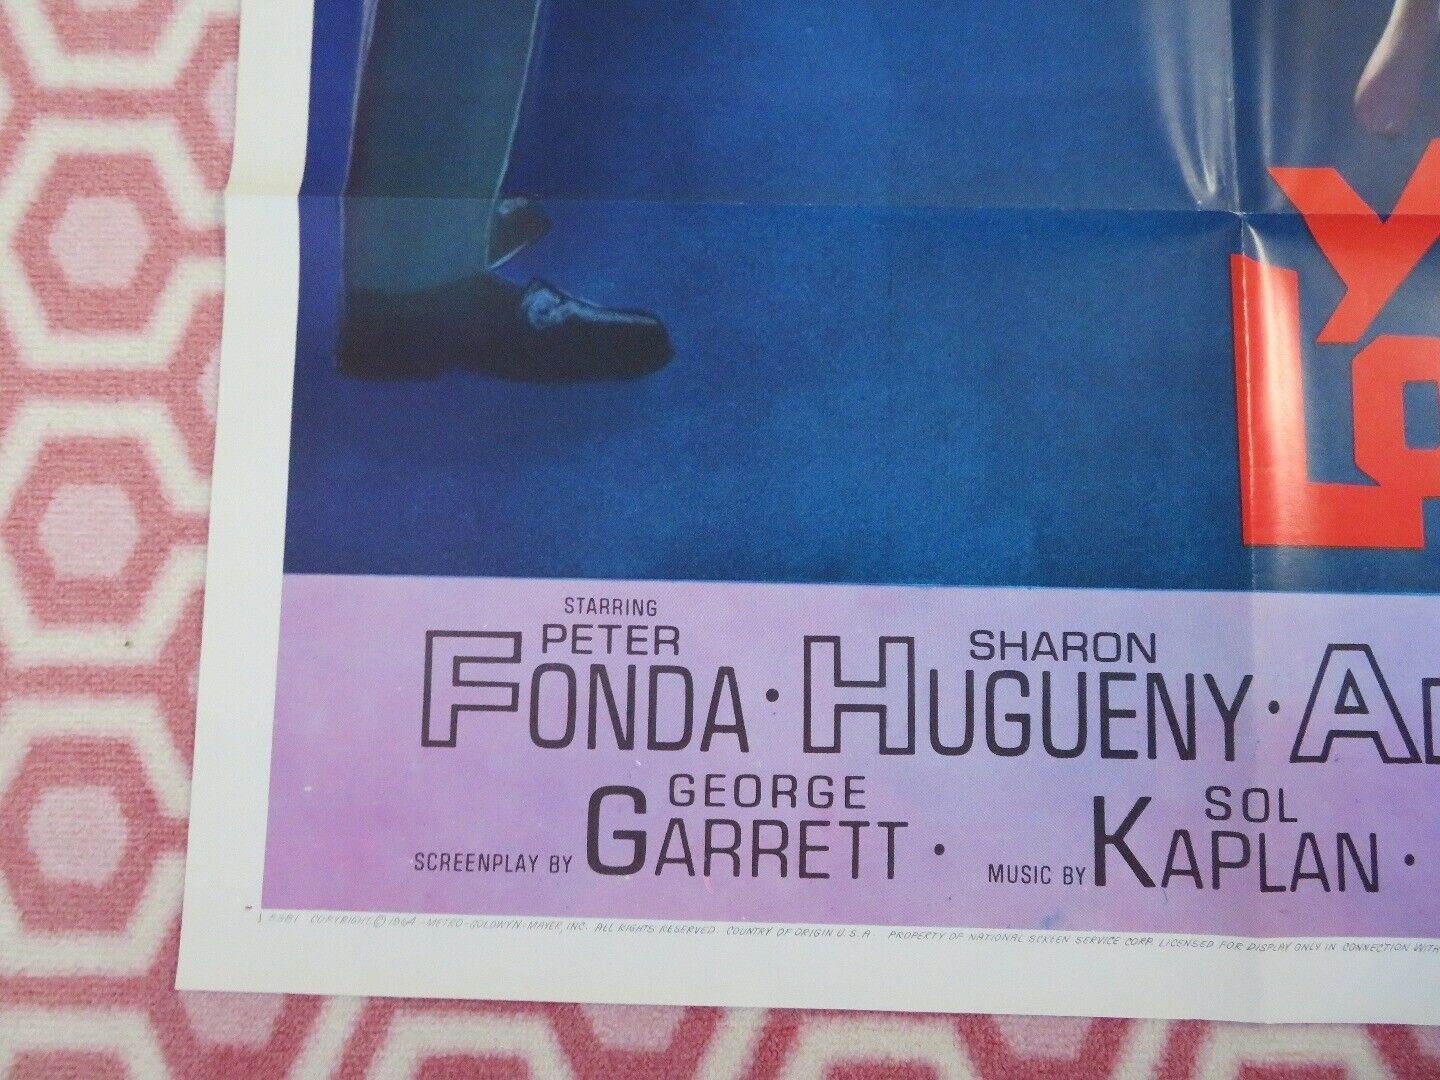 Y
LO
STARRING
PETER SHARON
FONDA · HUGUENY · A
GEORGE SOL
SCREENPLAY BY GARRETT · MUSIC BY KAPLAN ·
COPYRIGHT © 1964 - METRO-GOLDWYN-MAYER, INC. ALL RIGHTS RESERVED COUNTRY OF ORIGIN U.S.A. PROPERTY OF NATIONAL SCREEN SERVICE CORP. LICENSED FOR DISPLAY ONLY IN CONNECTION WITH